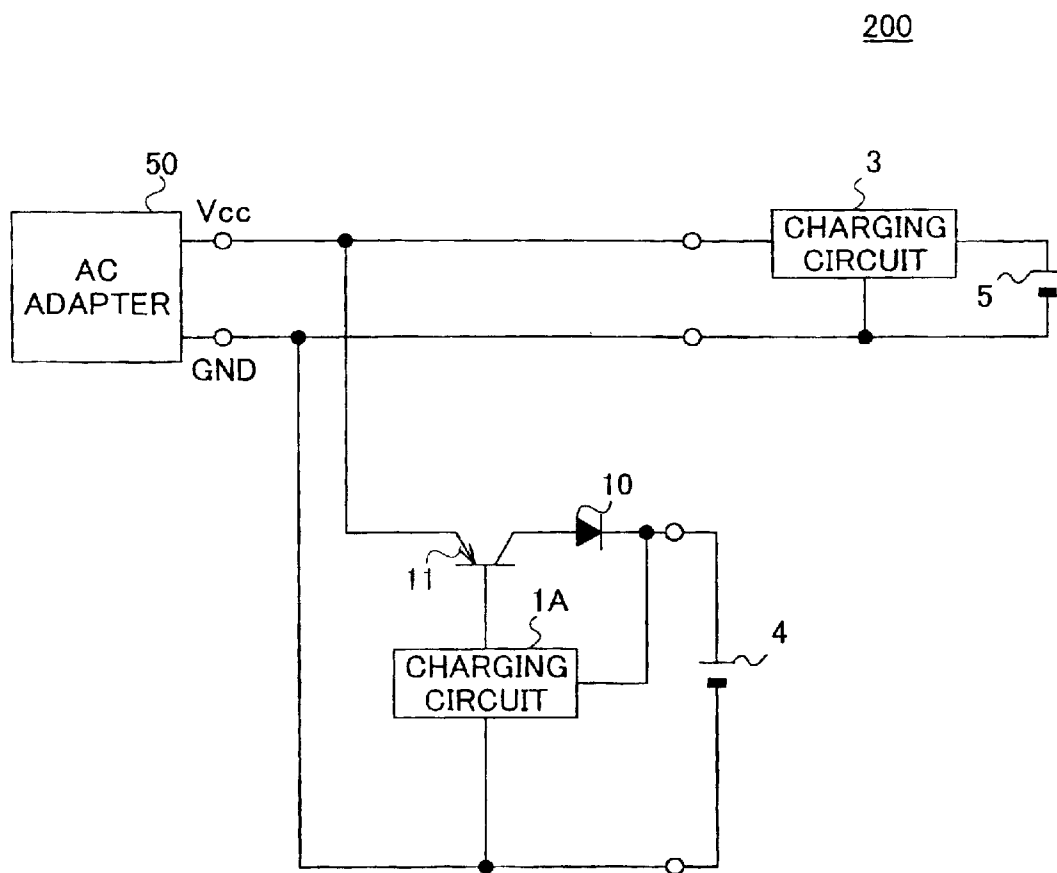 200
50
Vcc
AC
ADAPTER
GND
3
CHARGING
CIRCUIT
5
10
11
1A
CHARGING
CIRCUIT
4